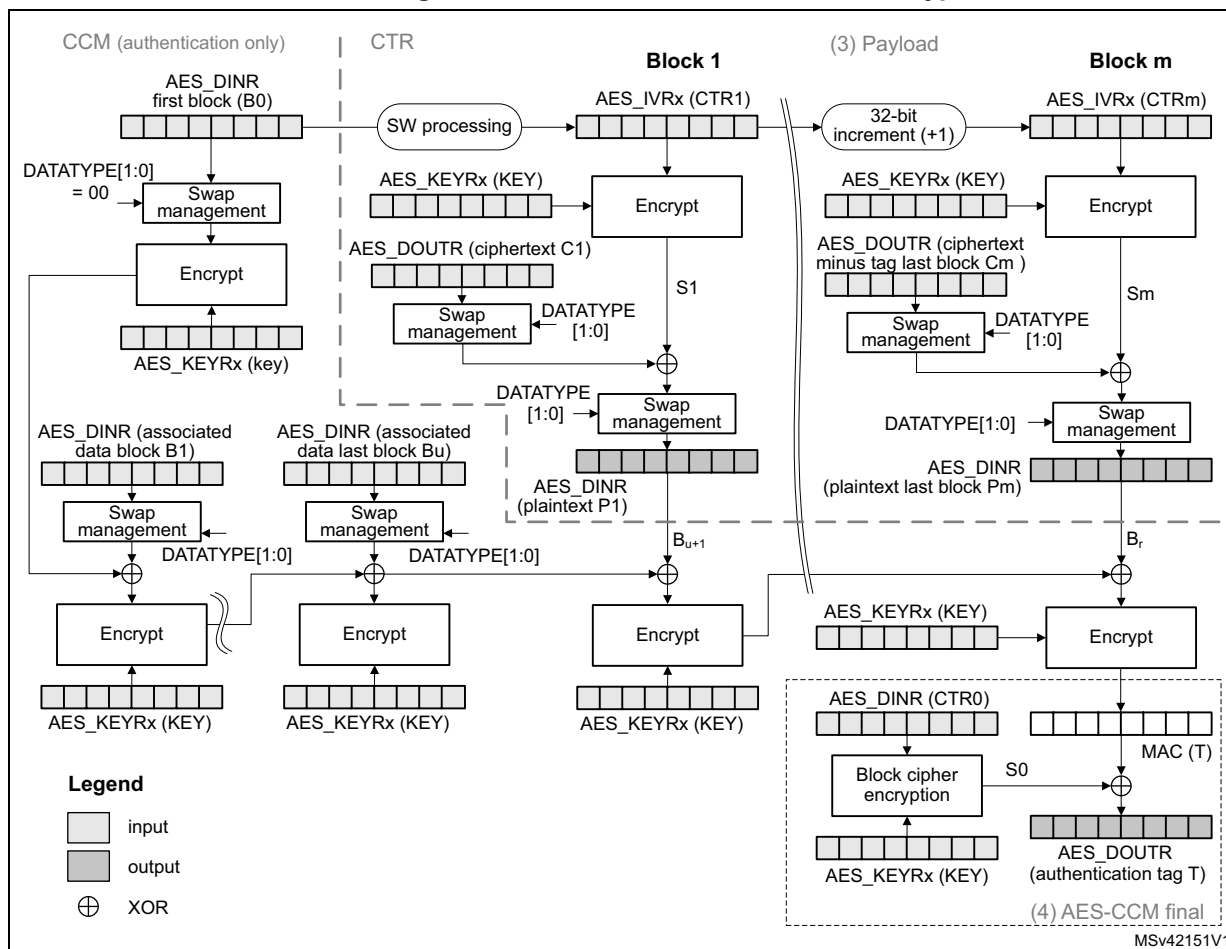 CCM (authentication only)
CTR
(3) Payload
Block 1
Block m
AES_DINR
first block (B0)
AES_IVRx (CTR1)
AES_IVRx (CTRm)
SW processing
32-bit
increment (+1)
DATATYPE[1:0]
= 00
Swap
management
AES_KEYRx (KEY)
Encrypt
AES_KEYRx (KEY)
Encrypt
Encrypt
AES_DOUTR (ciphertext C1)
AES_DOUTR (ciphertext
minus tag last block Cm )
S1
Sm
Swap
management
DATATYPE
[1:0]
Swap
management
DATATYPE
[1:0]
AES_KEYRx (key)
DATATYPE
[1:0]
Swap
management
DATATYPE[1:0]
Swap
management
AES_DINR (associated
data block B1)
AES_DINR (associated
data last block Bu)
AES_DINR
(plaintext P1)
AES_DINR
(plaintext last block Pm)
Swap
management
DATATYPE[1:0]
Swap
management
DATATYPE[1:0]
Bu+1
Br
Encrypt
Encrypt
Encrypt
AES_KEYRx (KEY)
Encrypt
AES_KEYRx (KEY)
AES_KEYRx (KEY)
AES_KEYRx (KEY)
AES_DINR (CTR0)
MAC (T)
Block cipher
encryption
S0
AES_KEYRx (KEY)
AES_DOUTR
(authentication tag T)
(4) AES-CCM final
Legend
input
output
XOR
MSv42151V1